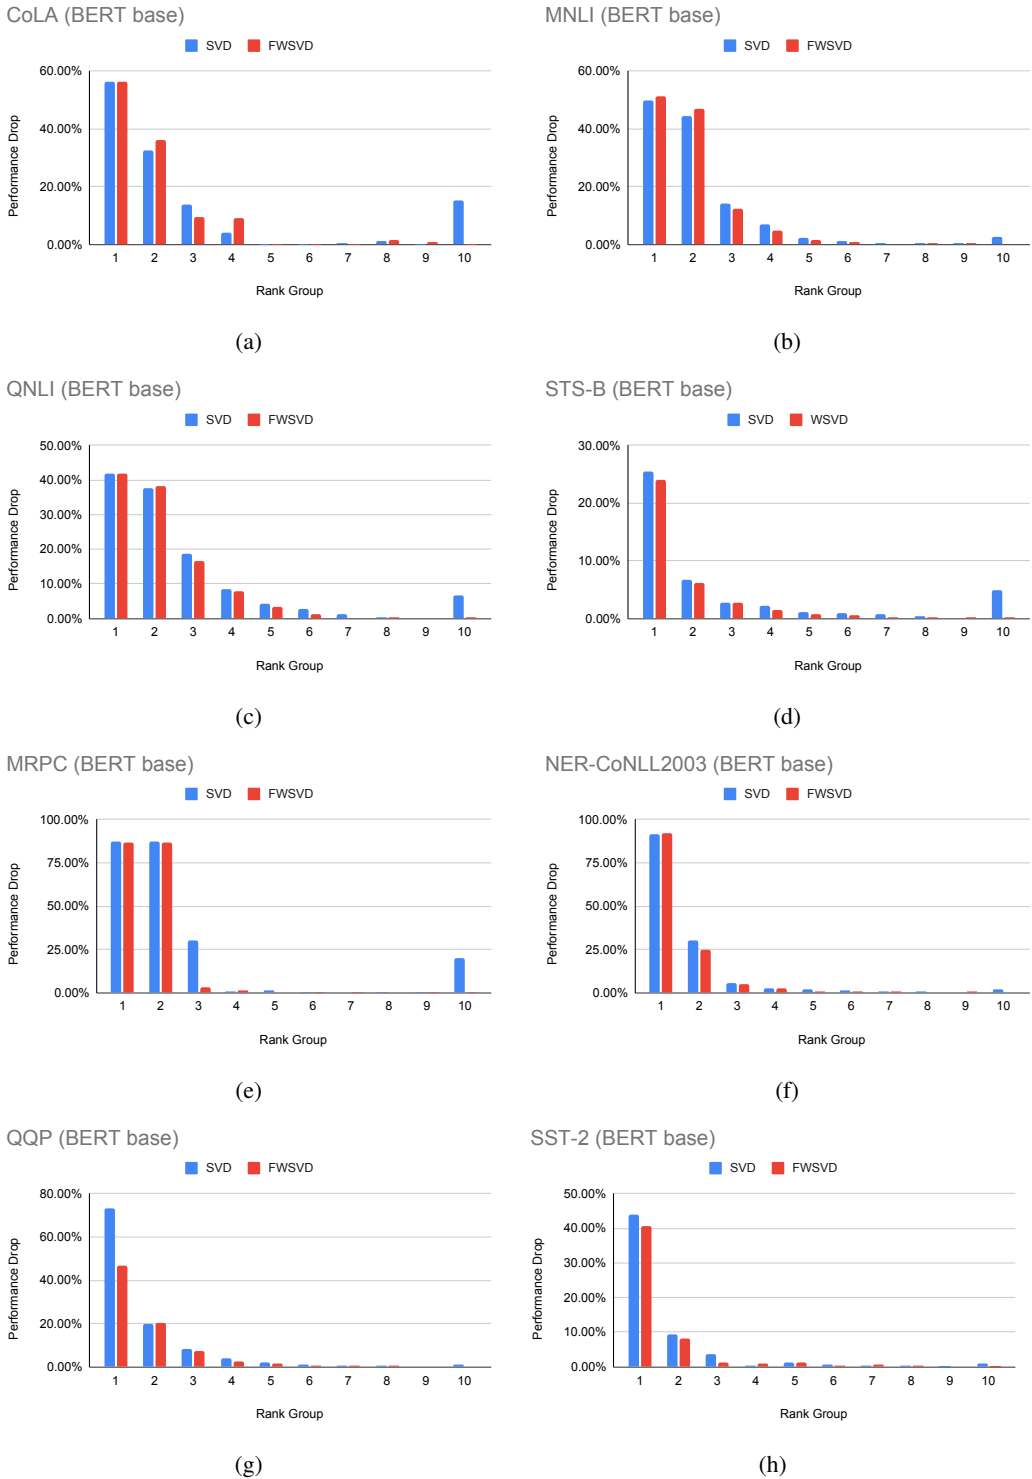 CoLA (BERT base)
SVD FWSVD
60.00%
40.00%
20.00%
0.00%
Performance Drop
1 2 3 4 5 6 7 8 9 10
Rank Group
(a)
MNLI (BERT base)
SVD FWSVD
60.00%
40.00%
20.00%
0.00%
Performance Drop
1 2 3 4 5 6 7 8 9 10
Rank Group
(b)
QNLI (BERT base)
SVD FWSVD
50.00%
40.00%
30.00%
20.00%
10.00%
0.00%
Performance Drop
1 2 3 4 5 6 7 8 9 10
Rank Group
(c)
STS-B (BERT base)
SVD WSVD
30.00%
20.00%
10.00%
0.00%
Performance Drop
1 2 3 4 5 6 7 8 9 10
Rank Group
(d)
MRPC (BERT base)
SVD FWSVD
100.00%
75.00%
50.00%
25.00%
0.00%
Performance Drop
1 2 3 4 5 6 7 8 9 10
Rank Group
(e)
NER-CoNLL2003 (BERT base)
SVD FWSVD
100.00%
75.00%
50.00%
25.00%
0.00%
Performance Drop
1 2 3 4 5 6 7 8 9 10
Rank Group
(f)
QQP (BERT base)
SVD FWSVD
80.00%
60.00%
40.00%
20.00%
0.00%
Performance Drop
1 2 3 4 5 6 7 8 9 10
Rank Group
(g)
SST-2 (BERT base)
SVD FWSVD
50.00%
40.00%
30.00%
20.00%
10.00%
0.00%
Performance Drop
1 2 3 4 5 6 7 8 9 10
Rank Group
(h)